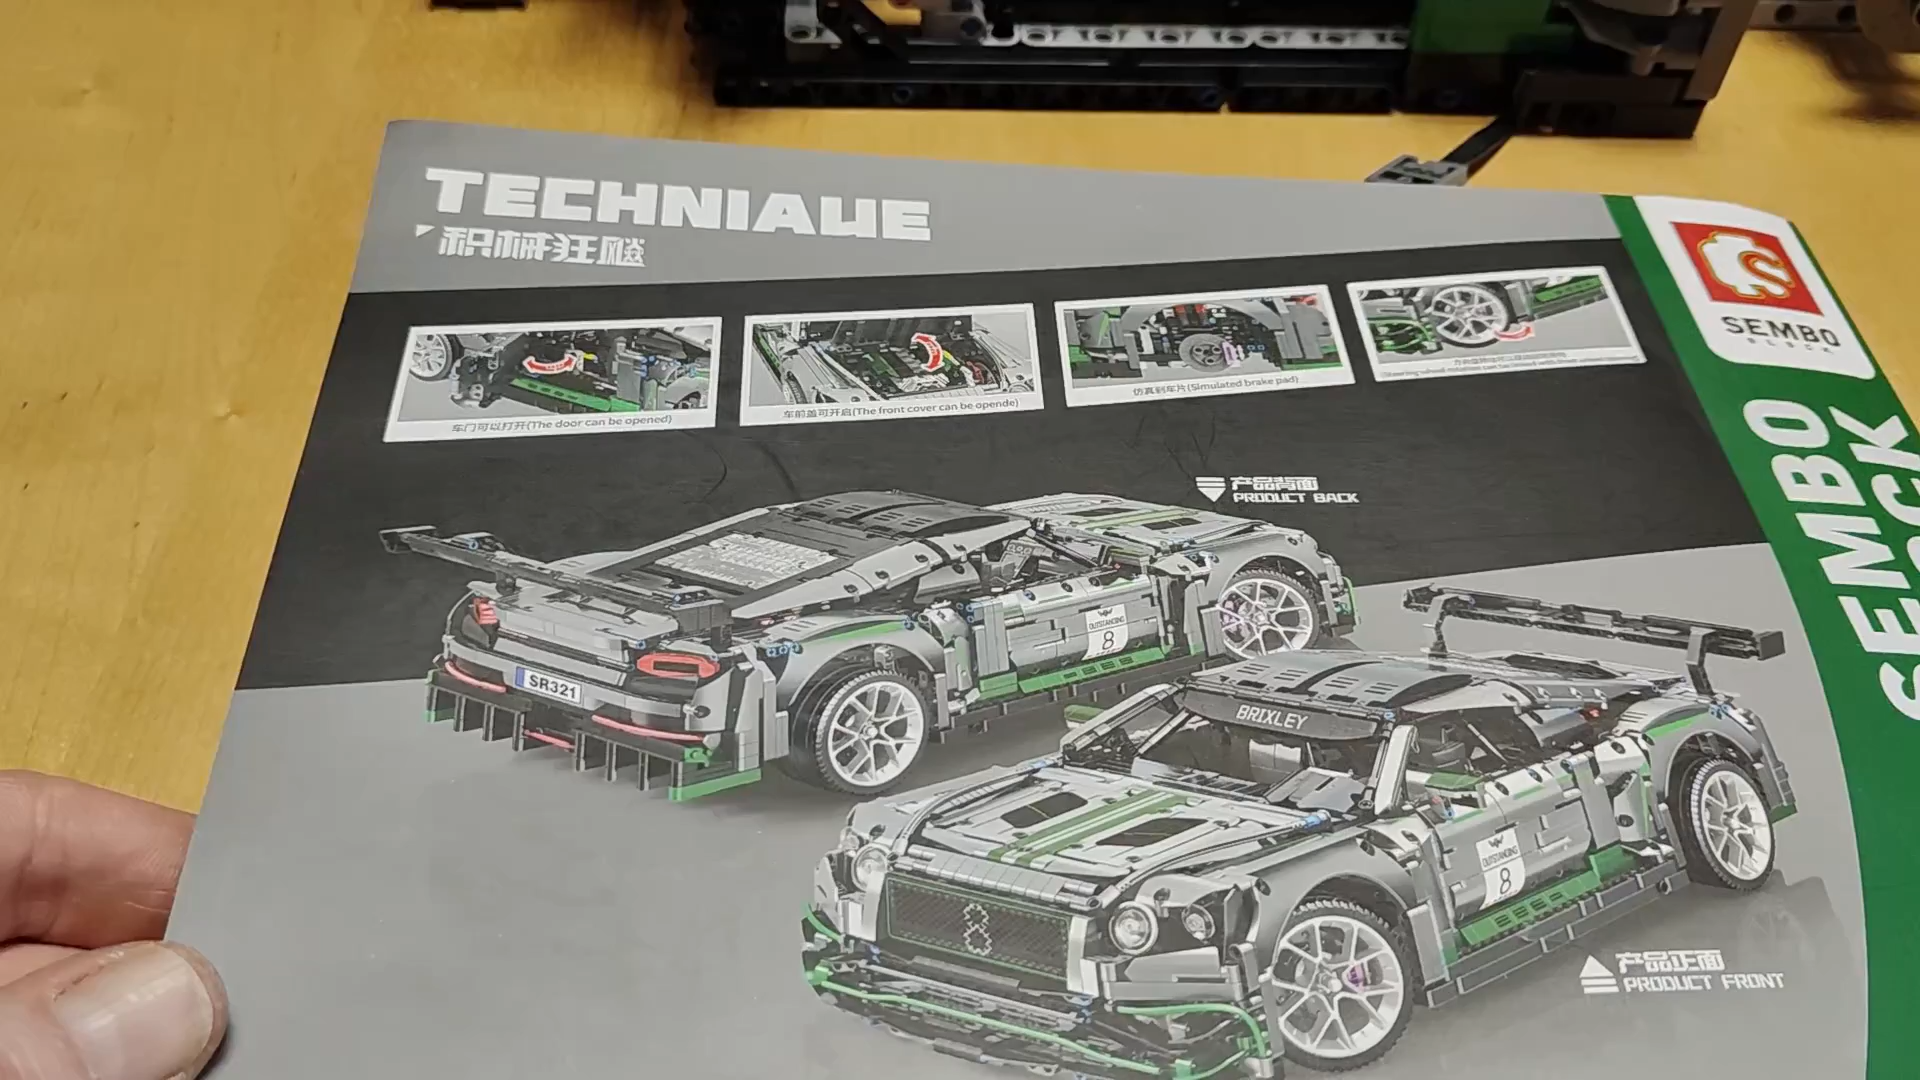 TECHNIAUE
积械狂飚
车门可以打开(The door can be opened)
车前盖可开启(The front cover can be opende)
仿真刹车片(Simulated brake pad)
SEMBO
BLOCK
SEMBO
产品背面
PRODUCT BACK
OUTSTANDING
8
SR321
BRIXLEY
OUTSTANDING
8
8
产品正面
PRODUCT FRONT